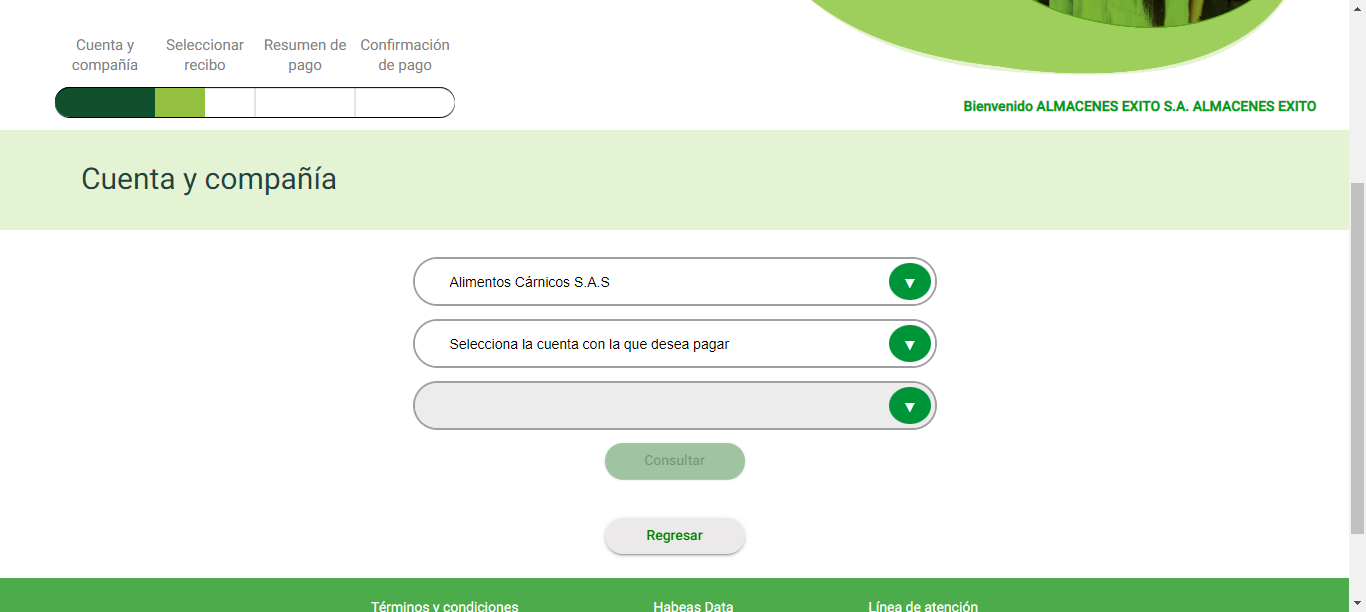 Cuenta y
compañía
Seleccionar
recibo
Resumen de
pago
Confirmación
de pago
Bienvenido ALMACENES EXITO S.A. ALMACENES EXITO
Cuenta y compañía
Alimentos Cárnicos S.A.S
Selecciona la cuenta con la que desea pagar
Consultar
Regresar
Términos y condiciones
Habeas Data
Línea de atención